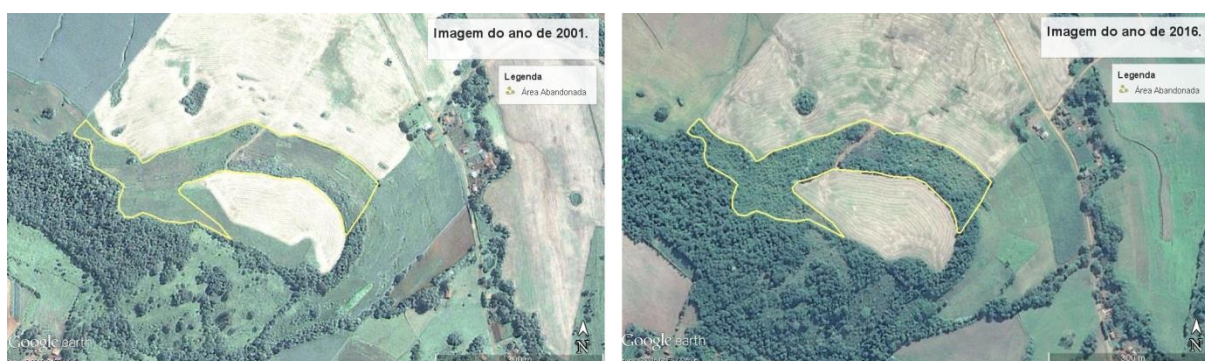 Imagem do ano de 2001.
Legenda
Área Abandonada
Google earth
N
Imagem do ano de 2016.
Legenda
Área Abandonada
Google earth
N
300 m